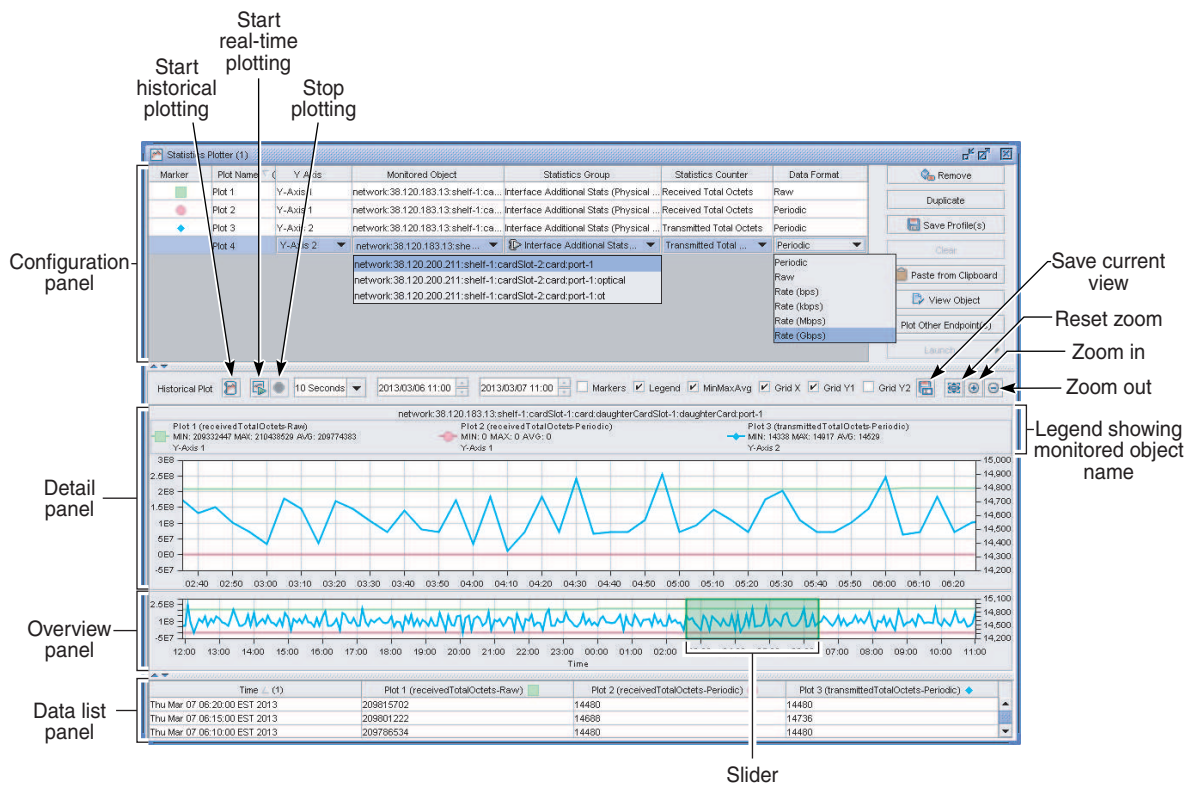 Start
real-time
plotting
Start
historical
plotting
Stop
plotting
Statistics Plotter (1)
Marker Plot Name Y Axis Monitored Object Statistics Group Statistics Counter Data Format
Plot 1 Y-Axis 1 network:38.120.183.13:shelf-1:ca... Interface Additional Stats (Physical ... Received Total Octets Raw
Plot 2 Y-Axis 1 network:38.120.183.13:shelf-1:ca... Interface Additional Stats (Physical ... Received Total Octets Periodic
Plot 3 Y-Axis 2 network:38.120.183.13:shelf-1:ca... Interface Additional Stats (Physical ... Transmitted Total Octets Periodic
Plot 4 Y-Axis 2 network:38.120.183.13:she... Interface Additional Stats... Transmitted Total ... Periodic
network:38.120.200.211:shelf-1:cardSlot-2:card:port-1
network:38.120.200.211:shelf-1:cardSlot-2:card:port-1:optical
network:38.120.200.211:shelf-1:cardSlot-2:card:port-1:ot
Periodic
Raw
Rate (bps)
Rate (kbps)
Rate (Mbps)
Rate (Gbps)
Remove
Duplicate
Save Profile(s)
Clear
Paste from Clipboard
View Object
Plot Other Endpoint(s)
Launch
Configuration
panel
Save current
view
Reset zoom
Zoom in
Zoom out
Historical Plot 10 Seconds 2013/03/06 11:00 2013/03/07 11:00 Markers Legend MinMaxAvg Grid X Grid Y1 Grid Y2
network:38.120.183.13:shelf-1:cardSlot-1:card:daughterCardSlot-1:daughterCard:port-1
Plot 1 (receivedTotalOctets-Raw) Plot 2 (receivedTotalOctets-Periodic) Plot 3 (transmittedTotalOctets-Periodic)
MIN: 209332447 MAX: 210438529 AVG: 209774383 MIN: 0 MAX: 0 AVG: 0 MIN: 14338 MAX: 14917 AVG: 14529
Y-Axis 1 Y-Axis 1 Y-Axis 2
Legend showing
monitored object
name
Detail
panel
3E8 15,000
2.5E8 14,900
2E8 14,800
1.5E8 14,700
1E8 14,600
5E7 14,500
0E0 14,400
-5E7 14,300
14,200
02:40 02:50 03:00 03:10 03:20 03:30 03:40 03:50 04:00 04:10 04:20 04:30 04:40 04:50 05:00 05:10 05:20 05:30 05:40 05:50 06:00 06:10 06:20
Overview
panel
2.5E8 15,100
1E8 14,800
14,500
-5E7 14,200
12:00 13:00 14:00 15:00 16:00 17:00 18:00 19:00 20:00 21:00 22:00 23:00 00:00 01:00 02:00 07:00 08:00 09:00 10:00 11:00
Time
Data list
panel
Time (1) Plot 1 (receivedTotalOctets-Raw) Plot 2 (receivedTotalOctets-Periodic) Plot 3 (transmittedTotalOctets-Periodic)
Thu Mar 07 06:20:00 EST 2013 209815702 14480 14480
Thu Mar 07 06:15:00 EST 2013 209801222 14688 14736
Thu Mar 07 06:10:00 EST 2013 209786534 14480 14480
Slider